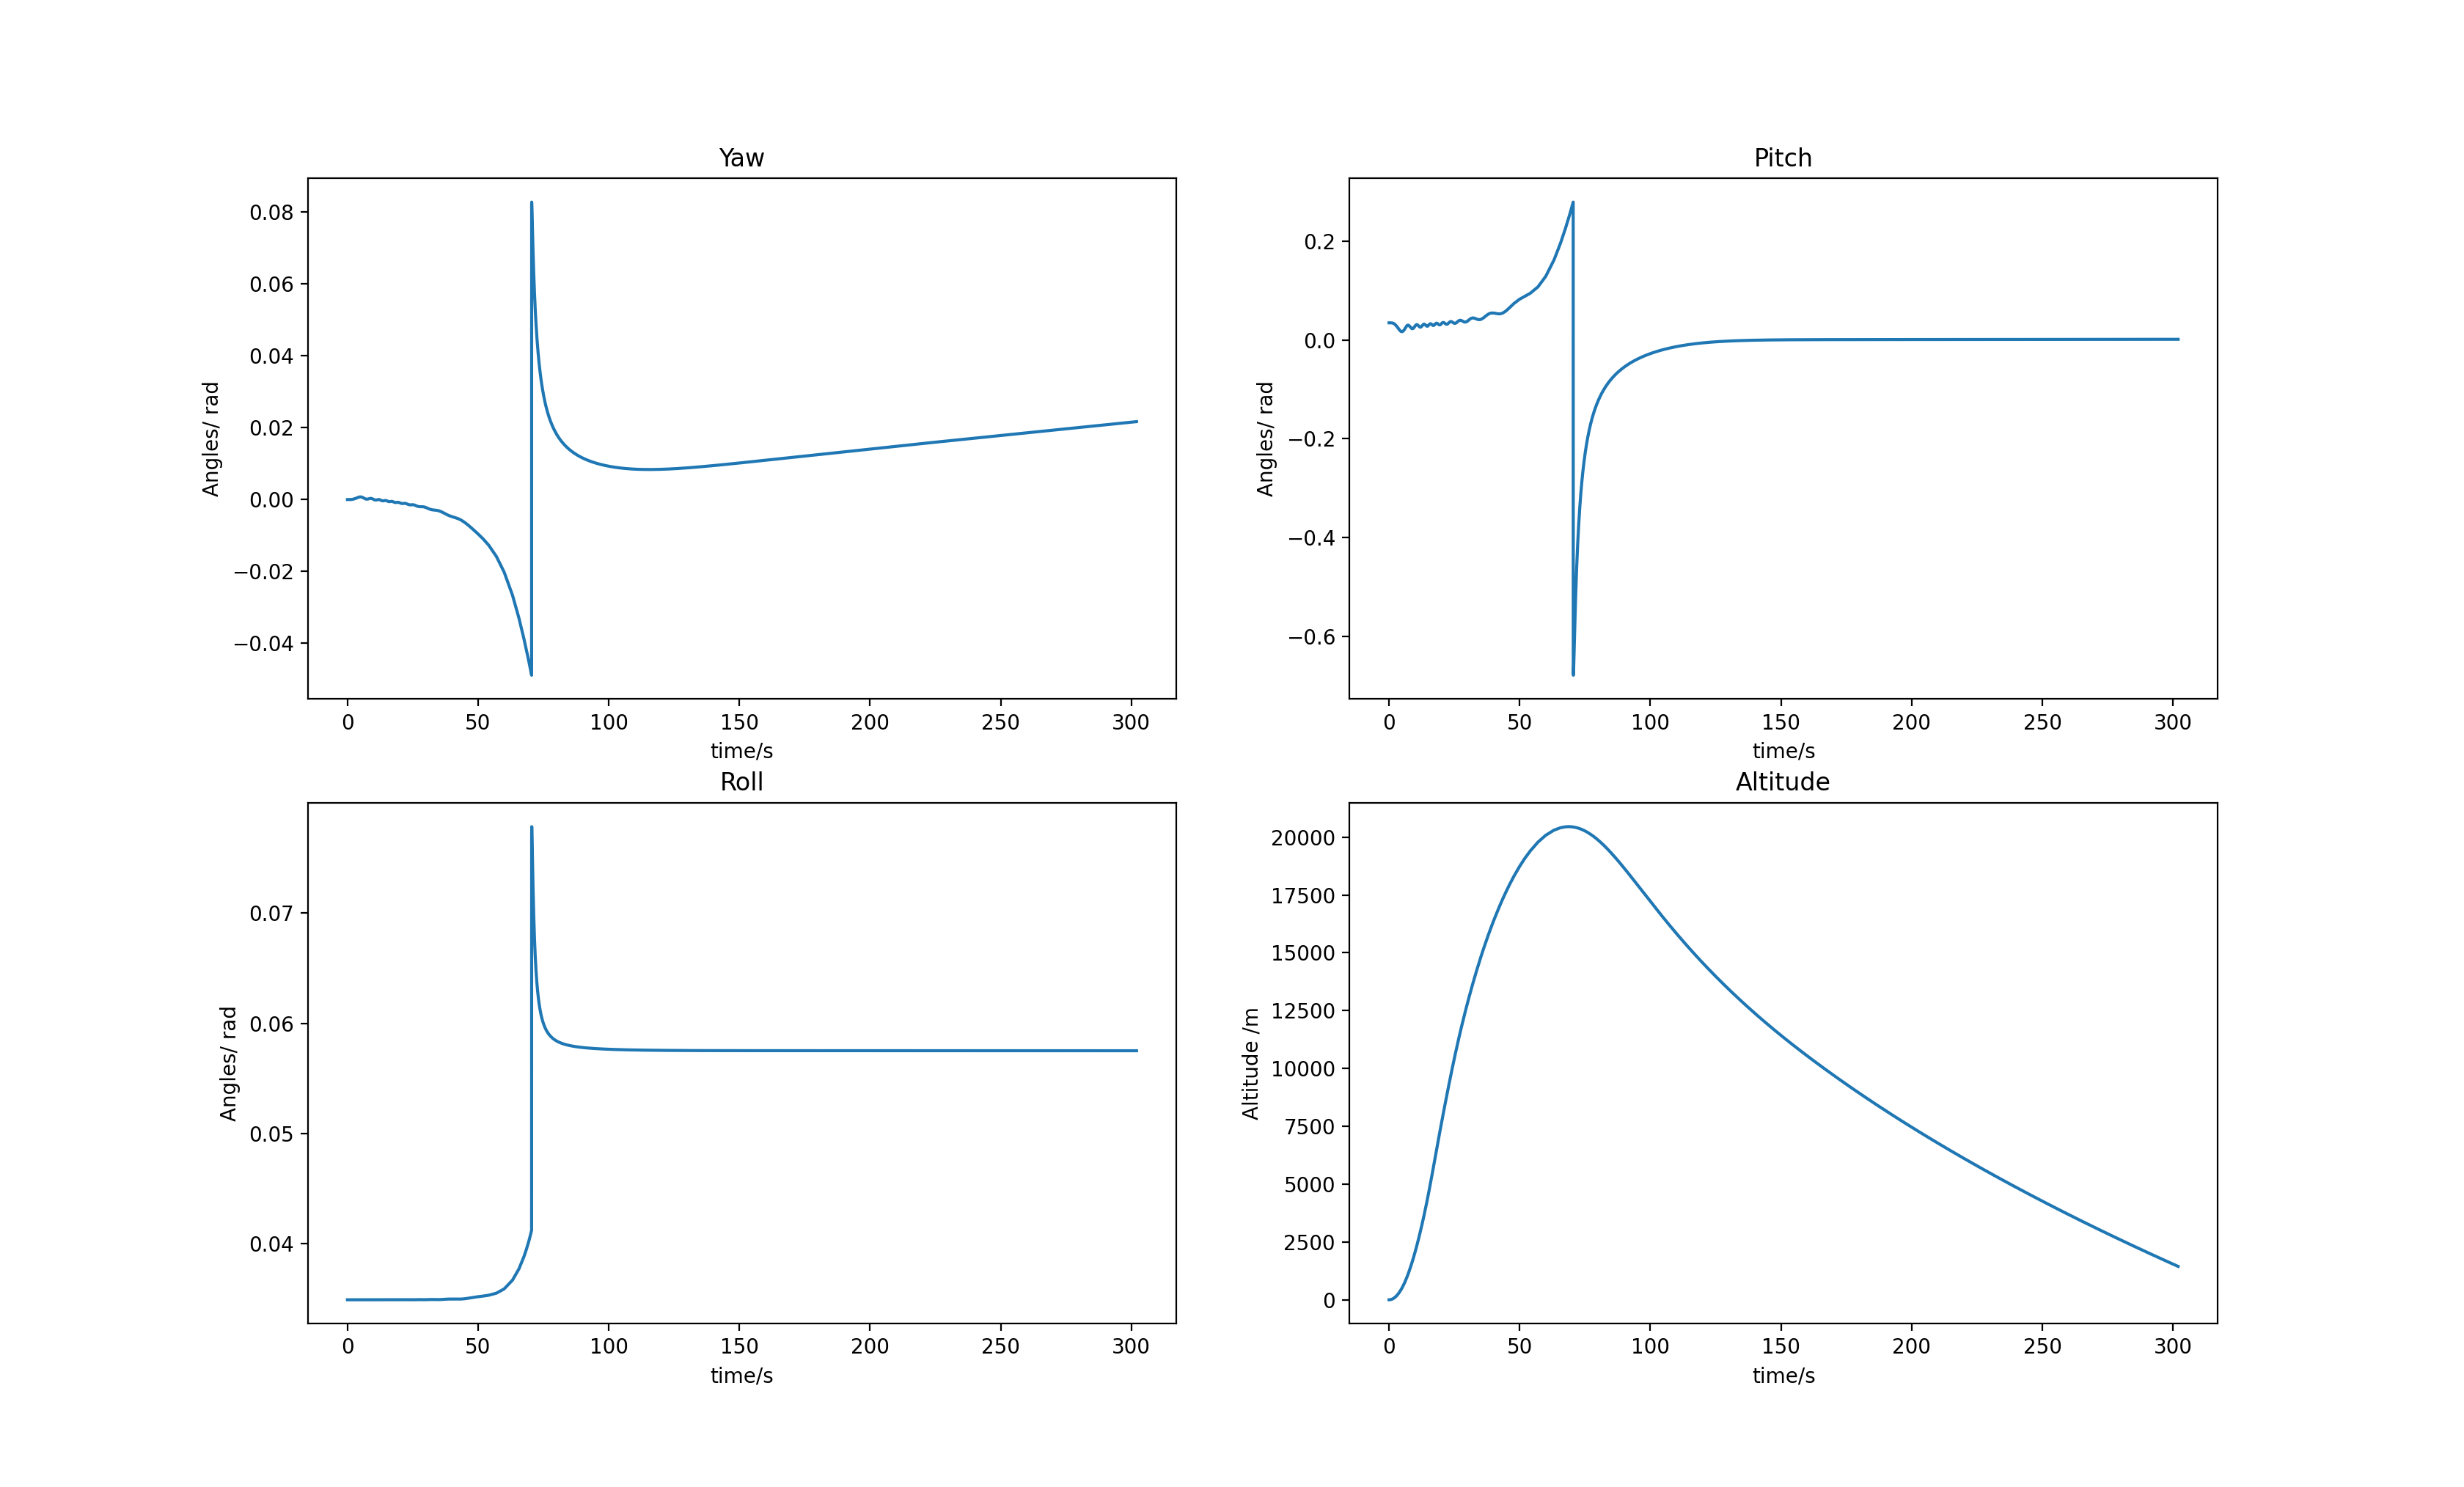 Yaw
Angles/ rad
0.08
0.06
0.04
0.02
0.00
−0.02
−0.04
0 50 100 150 200 250 300
time/s
Pitch
Angles/ rad
0.2
0.0
−0.2
−0.4
−0.6
0 50 100 150 200 250 300
time/s
Roll
Angles/ rad
0.07
0.06
0.05
0.04
0 50 100 150 200 250 300
time/s
Altitude
Altitude /m
20000
17500
15000
12500
10000
7500
5000
2500
0
0 50 100 150 200 250 300
time/s